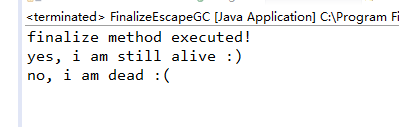 <terminated> FinalizeEscapeGC [Java Application] C:\Program Fi
finalize method executed!
yes, i am still alive :)
no, i am dead :(